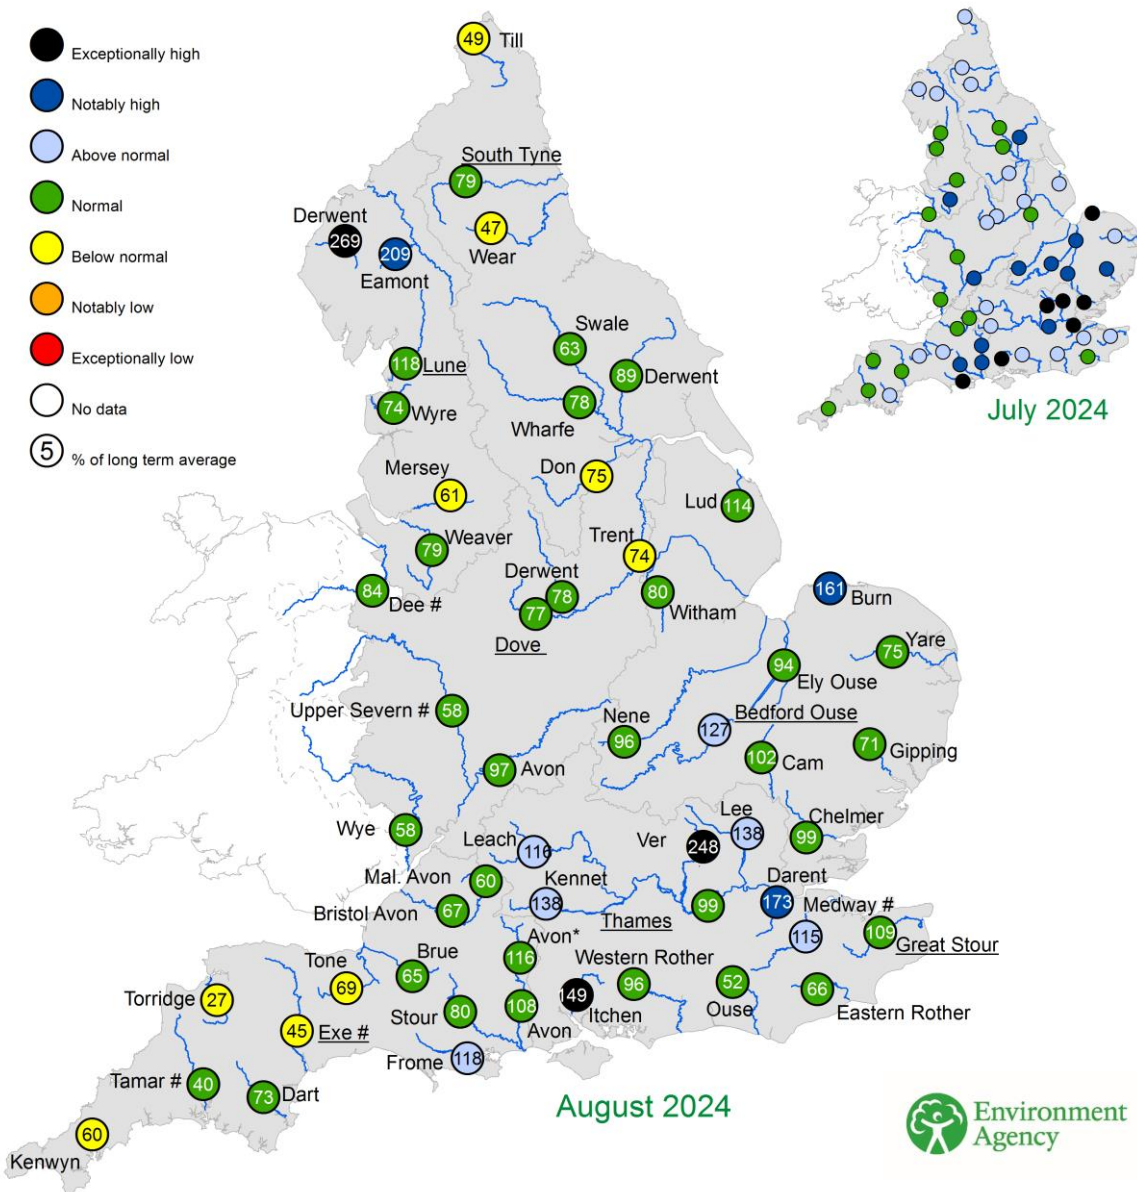 Exceptionally high
Notably high
Above normal
Normal
Below normal
Notably low
Exceptionally low
No data
5 % of long term average
49 Till
South Tyne
79
Derwent
269
209
Eamont
47
Wear
Swale
63
118 Lune
89 Derwent
74 Wyre
78
Wharfe
Mersey
61
Don
75
Lud 114
Weaver
79
Trent
74
Derwent
78
84
Dee #
77
Dove
80
Witham
161 Burn
Yare
75
94
Ely Ouse
Upper Severn # 58
Nene
96
Bedford Ouse
127
71 Gipping
102 Cam
97 Avon
Wye 58
Leach
116
Ver
248
Lee
138
Chelmer
99
Mal. Avon
60
Kennet
138
Bristol Avon
67
Thames
99
Darent
173
Medway #
115
109
Great Stour
Avon*
116
Brue
65
Western Rother
96
Tone
69
Torridge
27
149
Itchen
52
Ouse
66
Eastern Rother
Stour
80
108
Avon
45 Exe #
Frome
118
Tamar # 40
73 Dart
60
Kenwyn
August 2024
July 2024
Environment
Agency